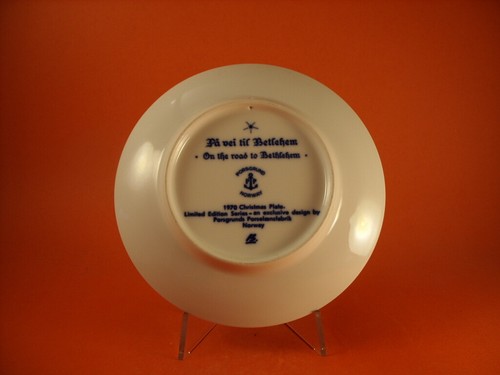 På vei til Betlehem
• On the road to Bethlehem •
PORSGRUND
NORWAY
1970 Christmas Plate.
Limited Edition Series - an exclusive design by
Porsgrunds Porcelænsfabrik
Norway